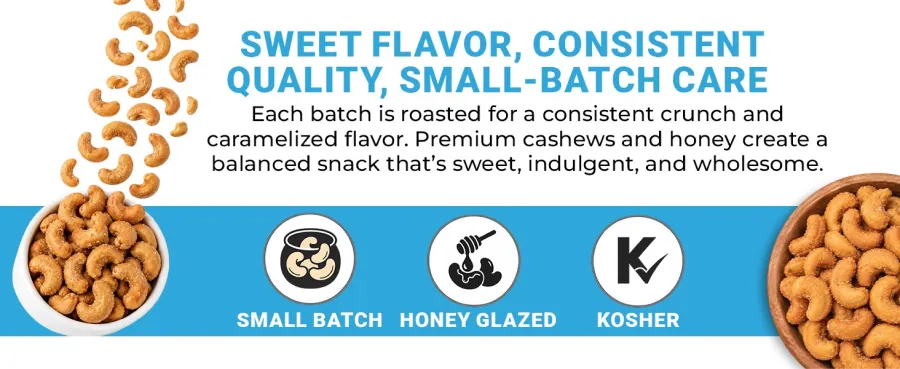 SWEET FLAVOR, CONSISTENT
QUALITY, SMALL-BATCH CARE
Each batch is roasted for a consistent crunch and
caramelized flavor. Premium cashews and honey create a
balanced snack that's sweet, indulgent, and wholesome.
K
SMALL BATCH HONEY GLAZED KOSHER